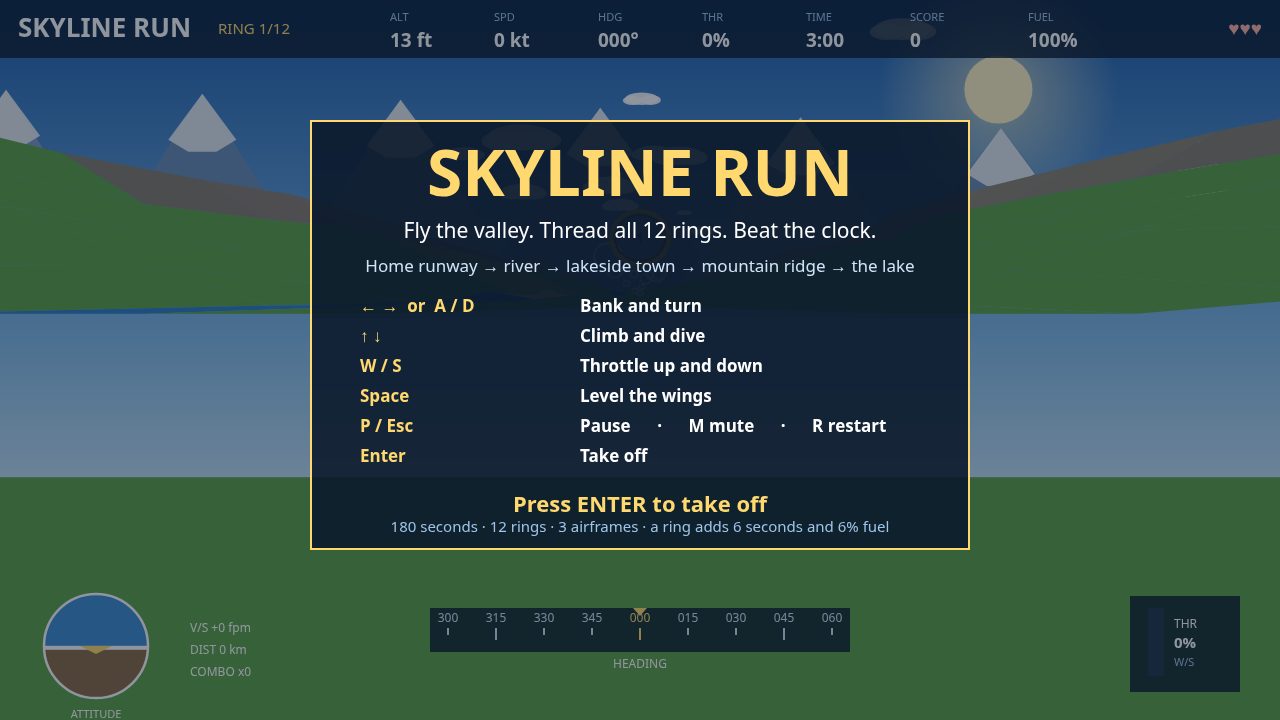 SKYLINE RUN RING 1/12 ALT SPD HDG THR TIME SCORE FUEL
13 ft 0 kt 000° 0% 3:00 0 100% ♥♥♥
SKYLINE RUN
Fly the valley. Thread all 12 rings. Beat the clock.
Home runway → river → lakeside town → mountain ridge → the lake
← → or A / D Bank and turn
↑ ↓ Climb and dive
W / S Throttle up and down
Space Level the wings
P / Esc Pause · M mute · R restart
Enter Take off
Press ENTER to take off
180 seconds · 12 rings · 3 airframes · a ring adds 6 seconds and 6% fuel
V/S +0 fpm
DIST 0 km
COMBO x0
ATTITUDE
300 315 330 345 000 015 030 045 060
HEADING
THR
0%
W/S